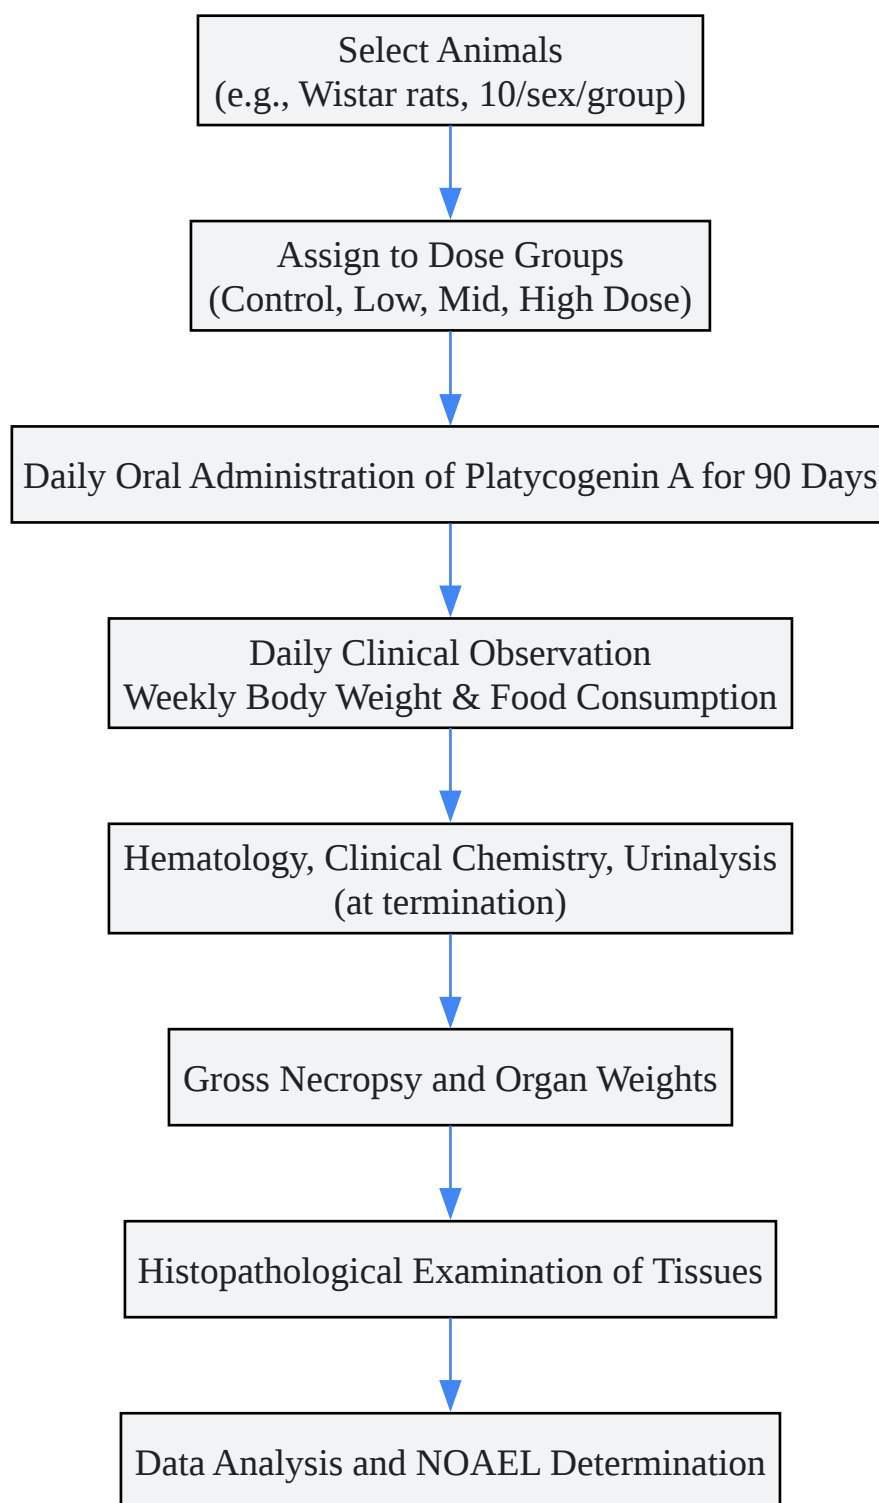 Select Animals
(e.g., Wistar rats, 10/sex/group)
Assign to Dose Groups
(Control, Low, Mid, High Dose)
Daily Oral Administration of Platycogenin A for 90 Days
Daily Clinical Observation
Weekly Body Weight & Food Consumption
Hematology, Clinical Chemistry, Urinalysis
(at termination)
Gross Necropsy and Organ Weights
Histopathological Examination of Tissues
Data Analysis and NOAEL Determination